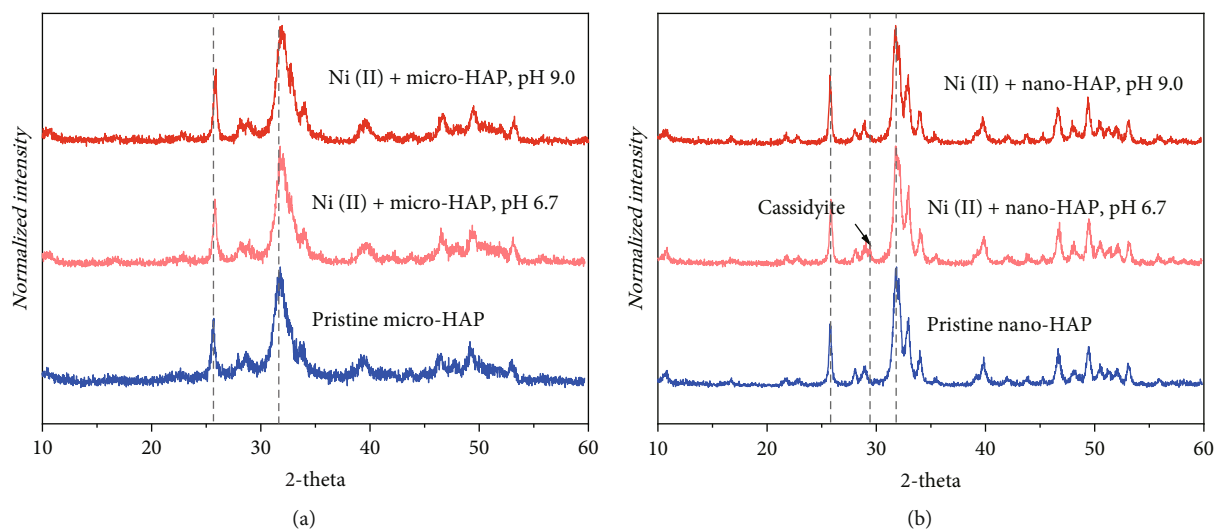 Normalized intensity
Ni (II) + micro-HAP, pH 9.0
Ni (II) + micro-HAP, pH 6.7
Pristine micro-HAP
10 20 30 40 50 60
2-theta
(a)
Normalized intensity
Ni (II) + nano-HAP, pH 9.0
Cassidyite
Ni (II) + nano-HAP, pH 6.7
Pristine nano-HAP
10 20 30 40 50 60
2-theta
(b)